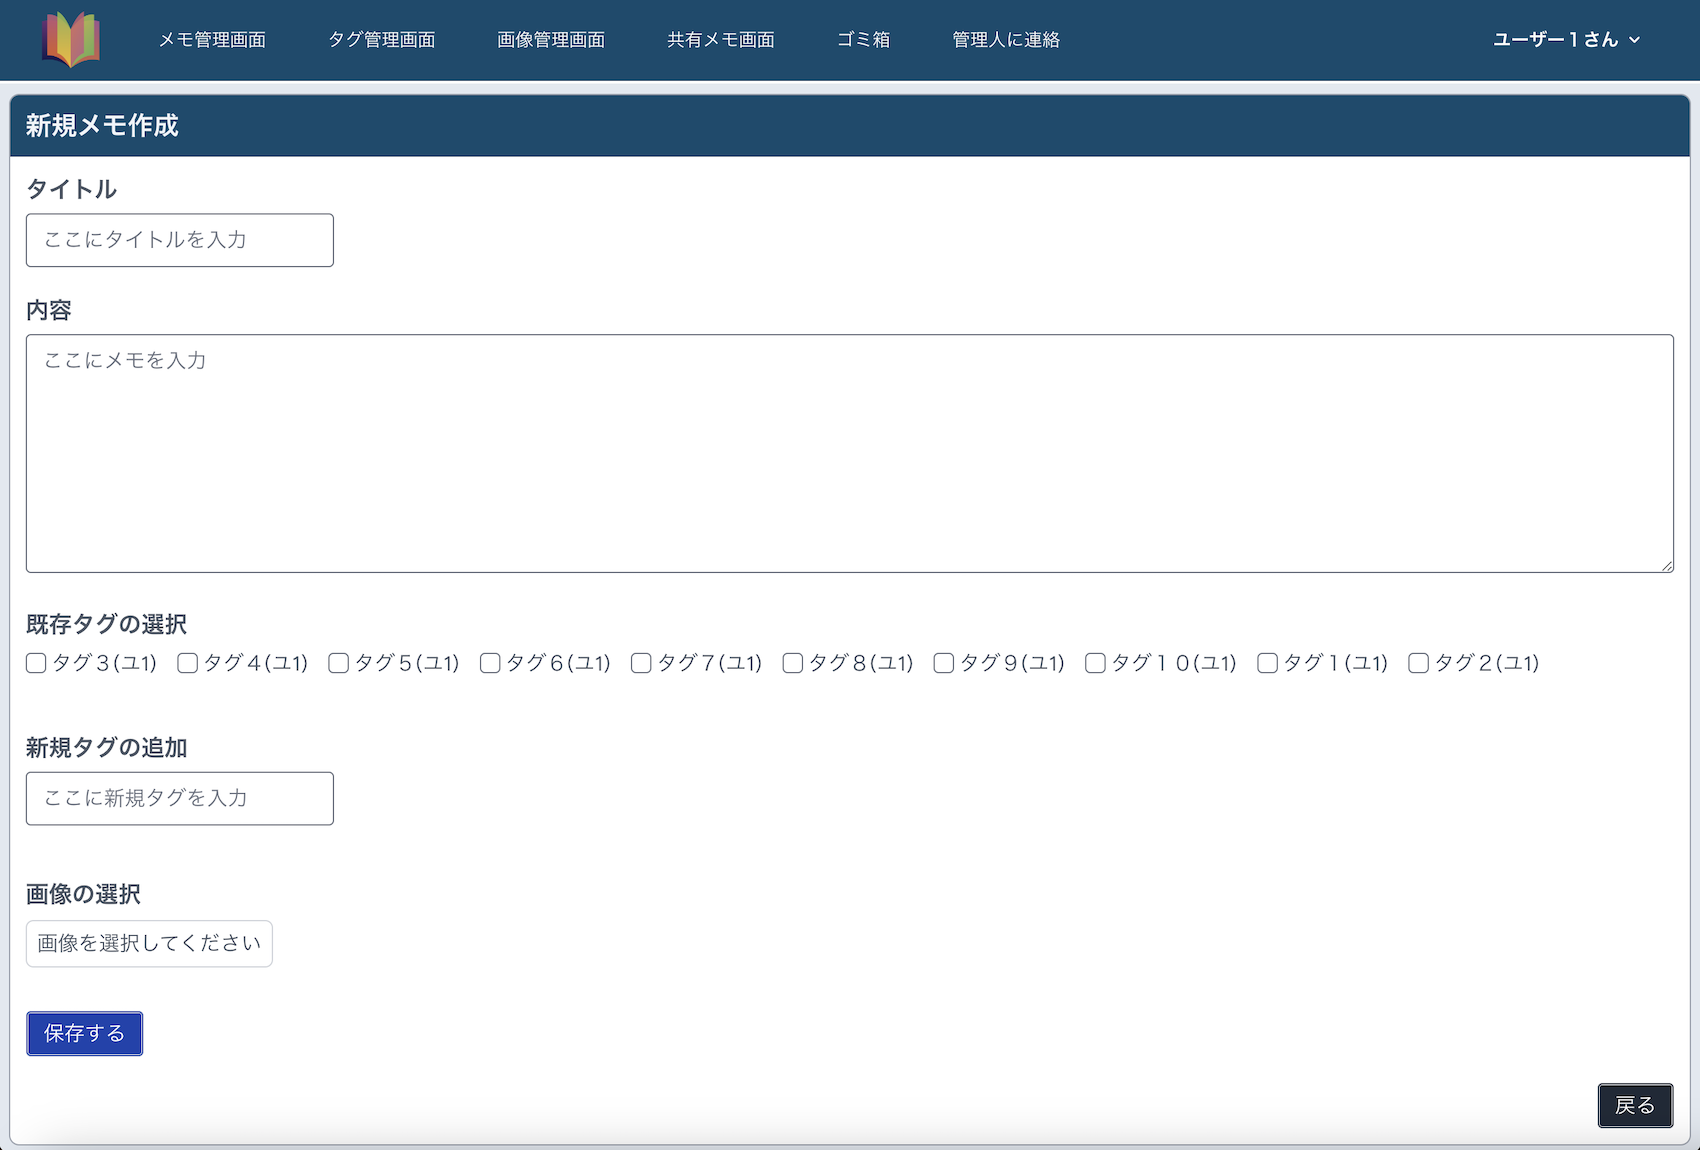 メモ管理画面 タグ管理画面 画像管理画面 共有メモ画面 ゴミ箱 管理人に連絡 ユーザー１さん
新規メモ作成
タイトル
ここにタイトルを入力
内容
ここにメモを入力
既存タグの選択
タグ３(ユ1) タグ４(ユ1) タグ５(ユ1) タグ６(ユ1) タグ７(ユ1) タグ８(ユ1) タグ９(ユ1) タグ１０(ユ1) タグ１(ユ1) タグ２(ユ1)
新規タグの追加
ここに新規タグを入力
画像の選択
画像を選択してください
保存する
戻る